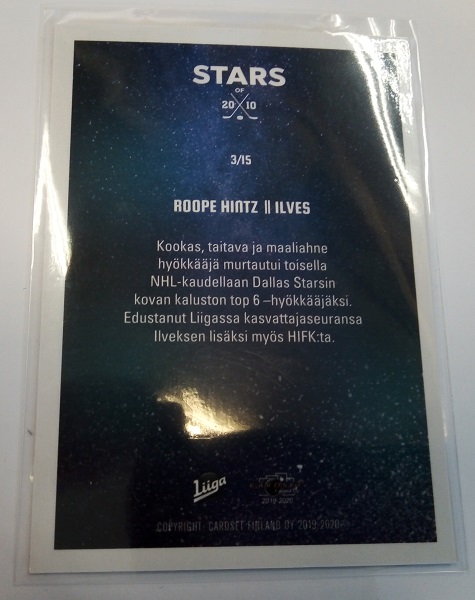 STARS
OF
20 10
3/15
ROOPE HINTZ || ILVES
Kookas, taitava ja maaliahne
hyökkääjä murtautui toisella
NHL-kaudellaan Dallas Starsin
kovan kaluston top 6 –hyökkääjäksi.
Edustanut Liigassa kasvattajaseuransa
Ilveksen lisäksi myös HIFK:ta.
Liiga
2019-2020
COPYRIGHT: CARDSET FINLAND OY 2019-2020